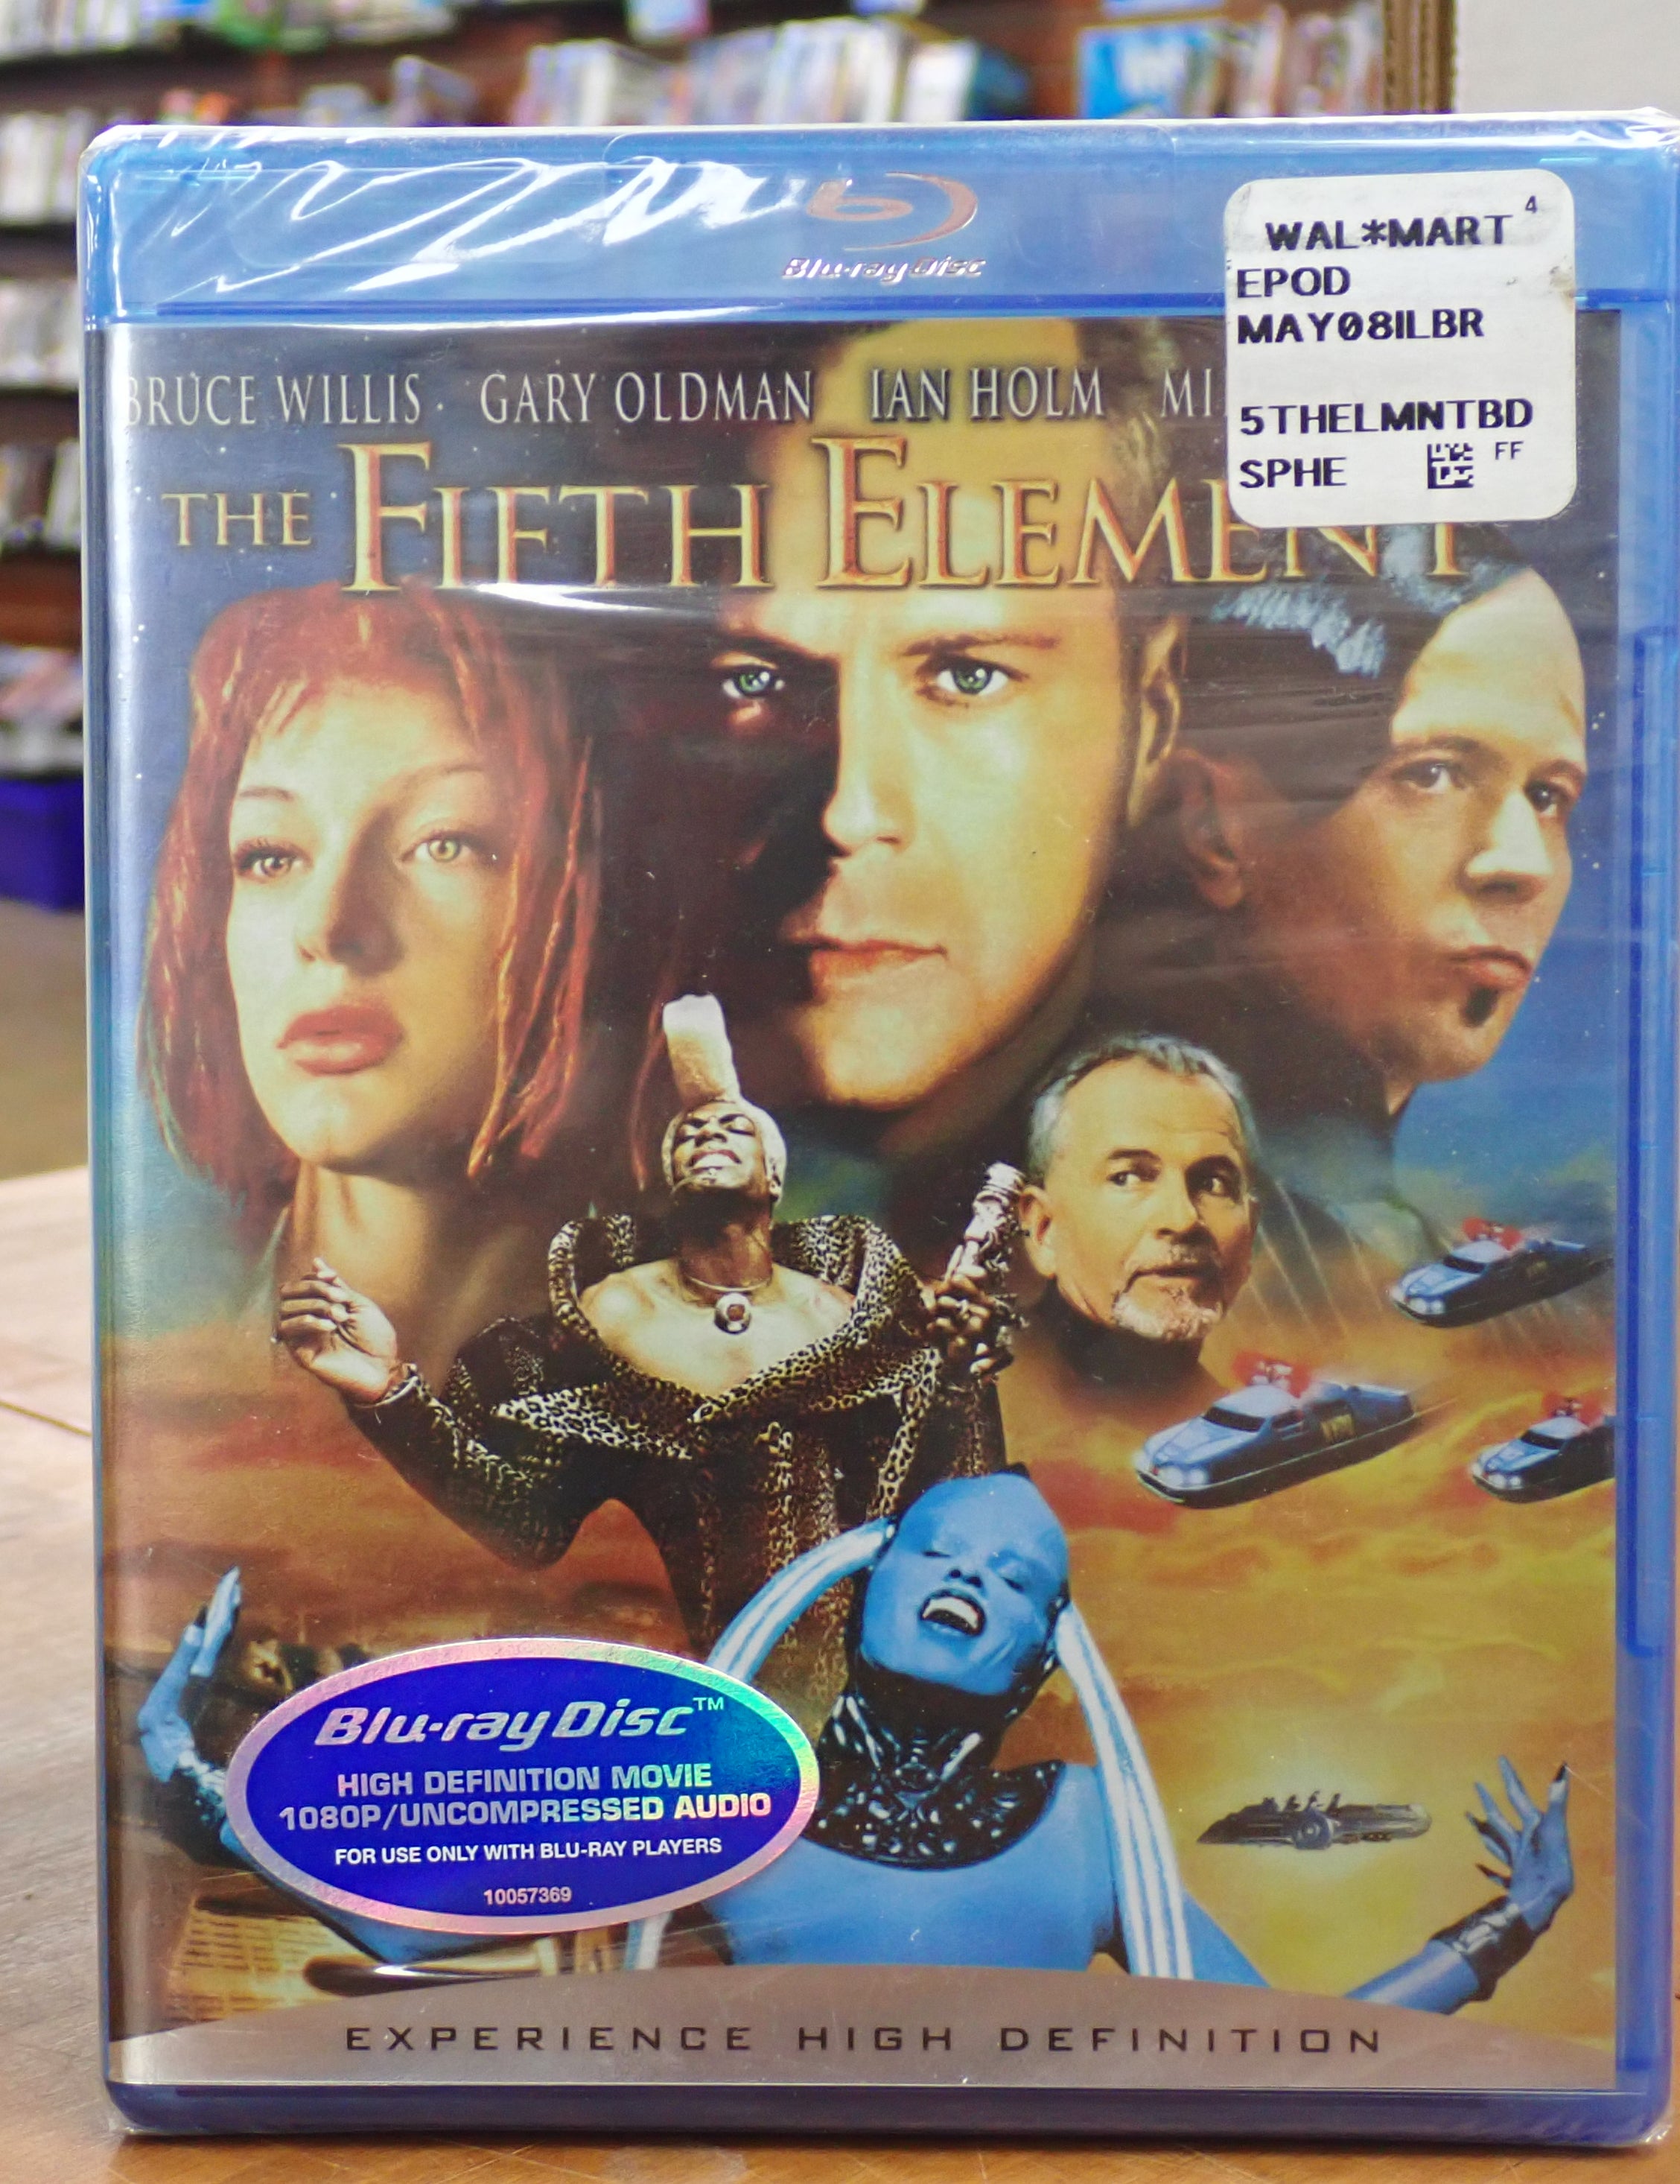 Blu-ray Disc
WAL*MART 4
EPOD
MAY08ILBR
5THELMNTBD
SPHE FF
BRUCE WILLIS GARY OLDMAN IAN HOLM MI
THE FIFTH ELEMENT
Blu-ray Disc™
HIGH DEFINITION MOVIE
1080P/UNCOMPRESSED AUDIO
FOR USE ONLY WITH BLU-RAY PLAYERS
10057369
EXPERIENCE HIGH DEFINITION